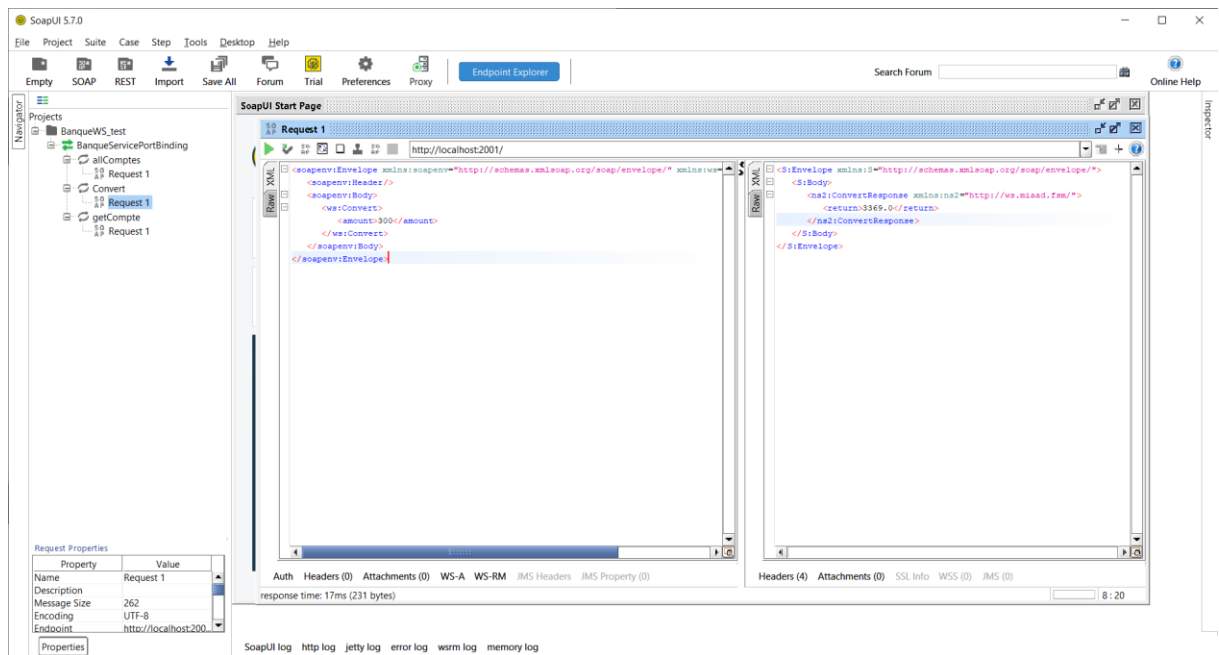 SoapUI 5.7.0
File Project Suite Case Step Tools Desktop Help
Empty SOAP REST Import Save All Forum Trial Preferences Proxy
Endpoint Explorer
Search Forum
Online Help
Navigator
Projects
BanqueWS_test
BanqueServicePortBinding
allComptes
Request 1
Convert
Request 1
getCompte
Request 1
SoapUI Start Page
Request 1
http://localhost:2001/
XML
Raw
<soapenv:Envelope xmlns:soapenv="http://schemas.xmlsoap.org/soap/envelope/" xmlns:ws=
<soapenv:Header/>
<soapenv:Body>
<ws:Convert>
<amount>300</amount>
</ws:Convert>
</soapenv:Body>
</soapenv:Envelope>
XML
Raw
<S:Envelope xmlns:S="http://schemas.xmlsoap.org/soap/envelope/">
<S:Body>
<ns2:ConvertResponse xmlns:ns2="http://ws.miaad.fsm/">
<return>3369.0</return>
</ns2:ConvertResponse>
</S:Body>
</S:Envelope>
Inspector
Auth Headers (0) Attachments (0) WS-A WS-RM JMS Headers JMS Property (0)
Headers (4) Attachments (0) SSL Info WSS (0) JMS (0)
response time: 17ms (231 bytes)
8 : 20
Request Properties
Property Value
Name Request 1
Description
Message Size 262
Encoding UTF-8
Endpoint http://localhost:200...
Properties
SoapUI log http log jetty log error log wsrm log memory log